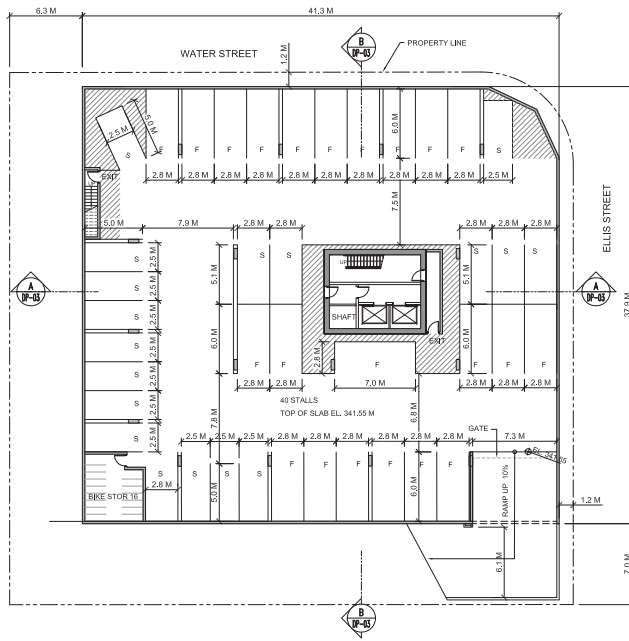 6.3 M
41.3 M
B
DP-03
WATER STREET
PROPERTY LINE
1.2 M
2.5 M
5.0 M
6.0 M
S
F F F F F F F F F F S
2.8 M 2.8 M 2.8 M 2.8 M 2.8 M 2.8 M 2.8 M 2.8 M 2.8 M 2.8 M 2.5 M
EXIT
UP
7.5 M
ELLIS STREET
5.0 M
7.9 M
2.8 M 2.8 M
2.8 M 2.8 M 2.8 M
S
2.5 M
S S
UP
S S S
5.1 M
5.1 M
S
2.5 M
A
DP-03
A
DP-03
37.9 M
S
2.5 M
SHAFT
EXIT
S
2.5 M
6.0 M
6.0 M
S
2.5 M
2.8 M
F F
F
F F F
2.8 M 2.8 M
7.0 M
2.8 M 2.8 M 2.8 M
S
2.5 M
40 STALLS
TOP OF SLAB EL. 341.55 M
7.8 M
6.8 M
GATE
S
2.5 M
2.5 M 2.5 M 2.5 M 2.8 M 2.8 M 2.8 M 2.8 M 2.8 M 2.8 M
7.3 M
EL. 341.55
S S S S F F F F F F
2.8 M
BIKE STOR 16
5.0 M
6.0 M
RAMP UP 10%
1.2 M
6.1 M
7.0 M
B
DP-03